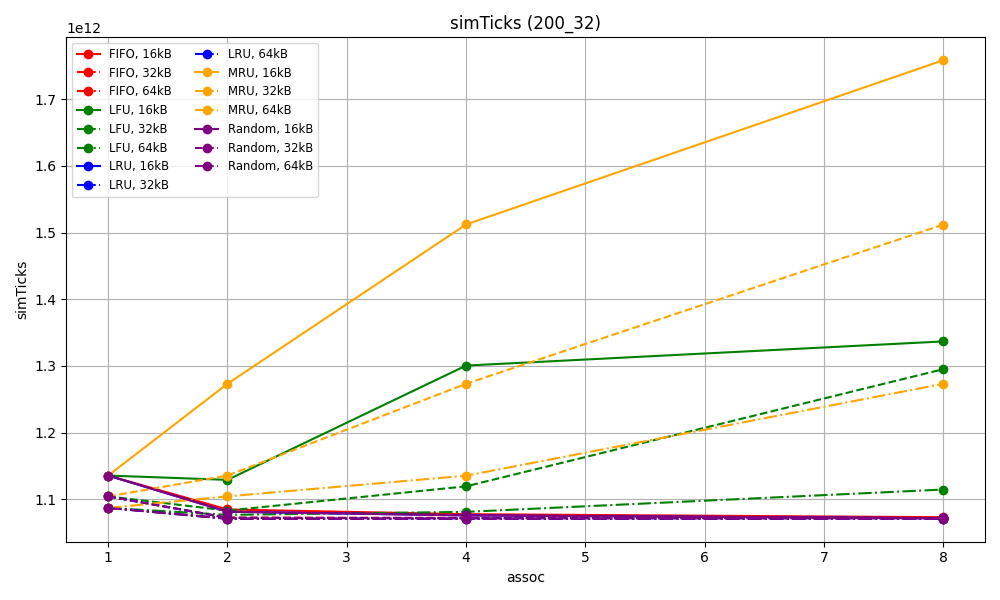 simTicks (200_32)
1e12
FIFO, 16kB
FIFO, 32kB
FIFO, 64kB
LFU, 16kB
LFU, 32kB
LFU, 64kB
LRU, 16kB
LRU, 32kB
LRU, 64kB
MRU, 16kB
MRU, 32kB
MRU, 64kB
Random, 16kB
Random, 32kB
Random, 64kB
simTicks
1.7
1.6
1.5
1.4
1.3
1.2
1.1
1 2 3 4 5 6 7 8
assoc